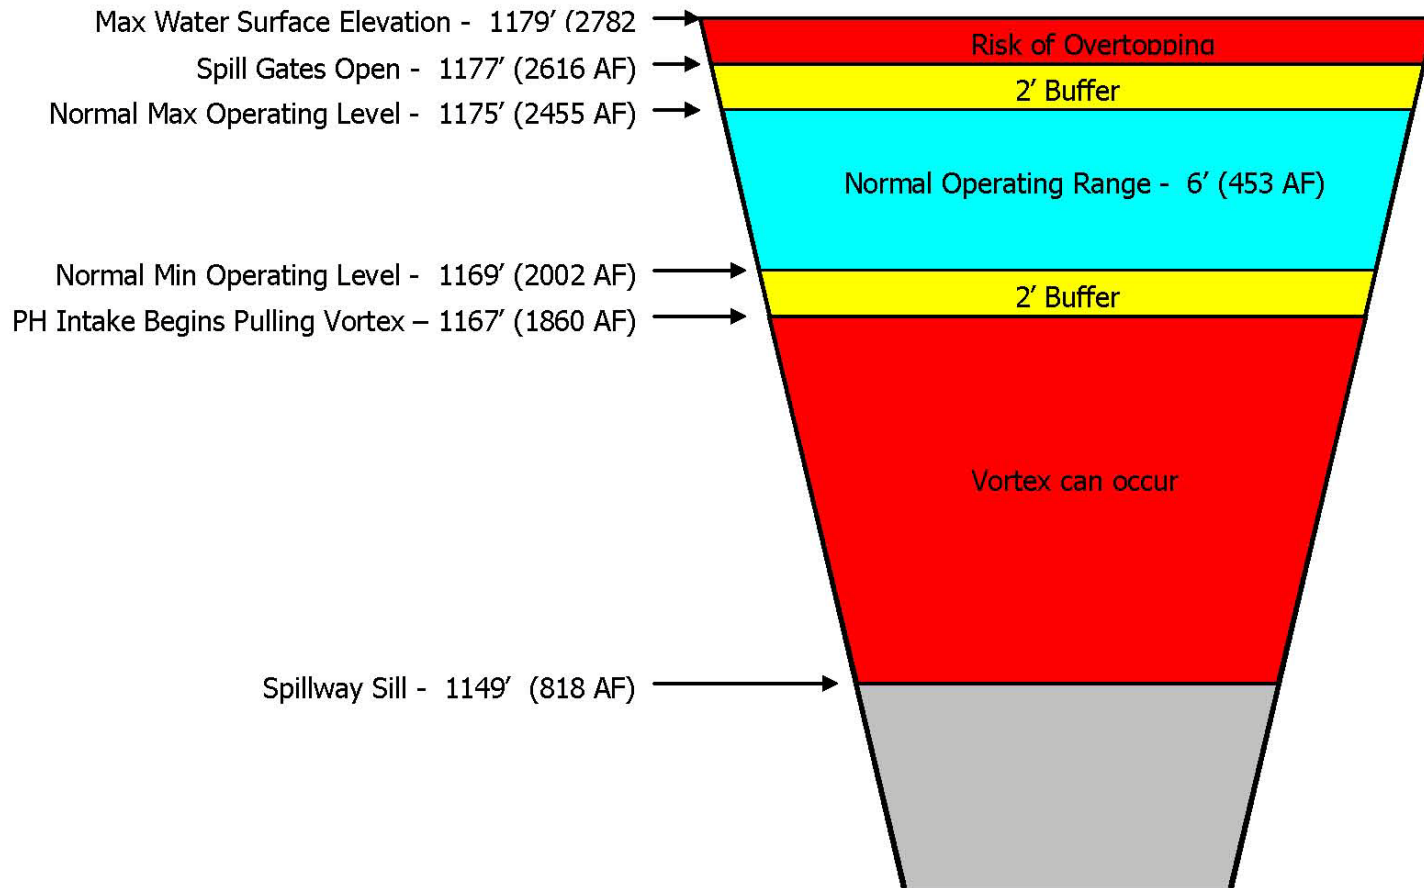 Max Water Surface Elevation - 1179’ (2782
Risk of Overtopping
Spill Gates Open - 1177’ (2616 AF)
2’ Buffer
Normal Max Operating Level - 1175’ (2455 AF)
Normal Operating Range - 6’ (453 AF)
Normal Min Operating Level - 1169’ (2002 AF)
2’ Buffer
PH Intake Begins Pulling Vortex – 1167’ (1860 AF)
Vortex can occur
Spillway Sill - 1149’ (818 AF)